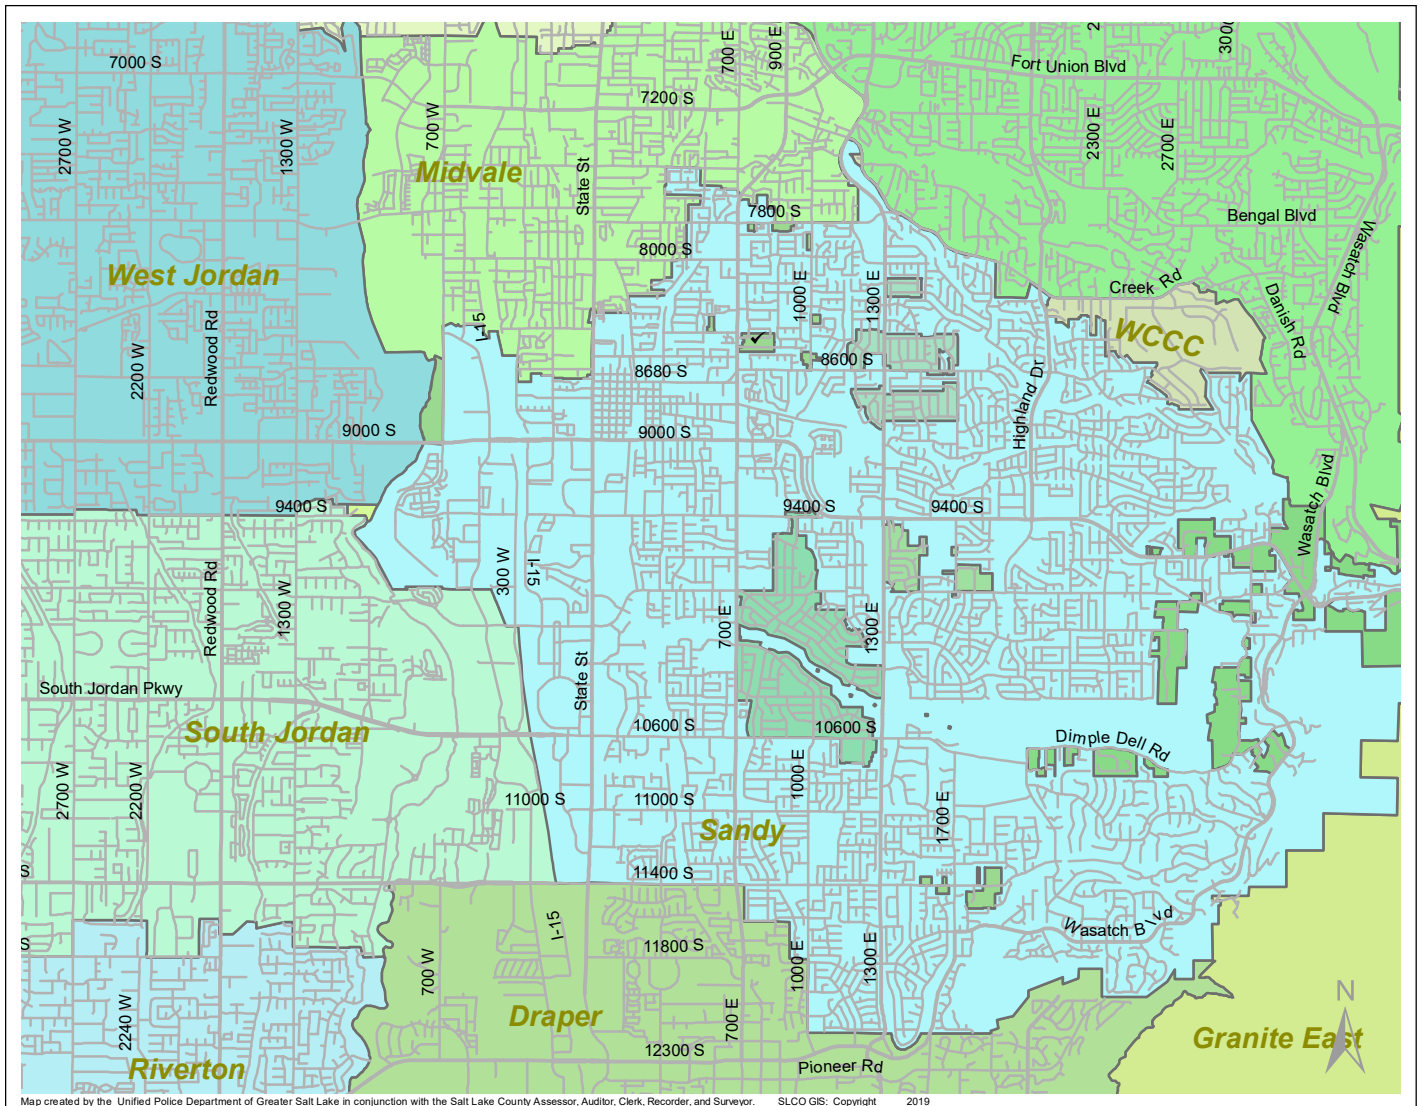 7000 S
700 E
900 E
2
3000
Fort Union Blvd
7200 S
2700 W
1300 W
700 W
2300 E
2700 E
Midvale
State St
7800 S
Bengal Blvd
Wasatch Blvd
8000 S
West Jordan
1000 E
1300 E
Creek Rd
Danish Rd
I-15
WCCC
2200 W
Redwood Rd
8680 S
8600 S
Highland Dr
9000 S
9000 S
9400 S
9400 S
9400 S
Wasatch Blvd
Redwood Rd
1300 W
300 W
I-15
700 E
1300 E
South Jordan Pkwy
State St
South Jordan
10600 S
10600 S
Dimple Dell Rd
2700 W
2200 W
11000 S
11000 S
1000 E
1700 E
Sandy
S
11400 S
Wasatch Blvd
S
I-15
11800 S
700 W
1000 E
1300 E
2240 W
Draper
700 E
N
Granite East
12300 S
Riverton
Pioneer Rd
Map created by the Unified Police Department of Greater Salt Lake in conjunction with the Salt Lake County Assessor, Auditor, Clerk, Recorder, and Surveyor. SLCO GIS: Copyright 2019